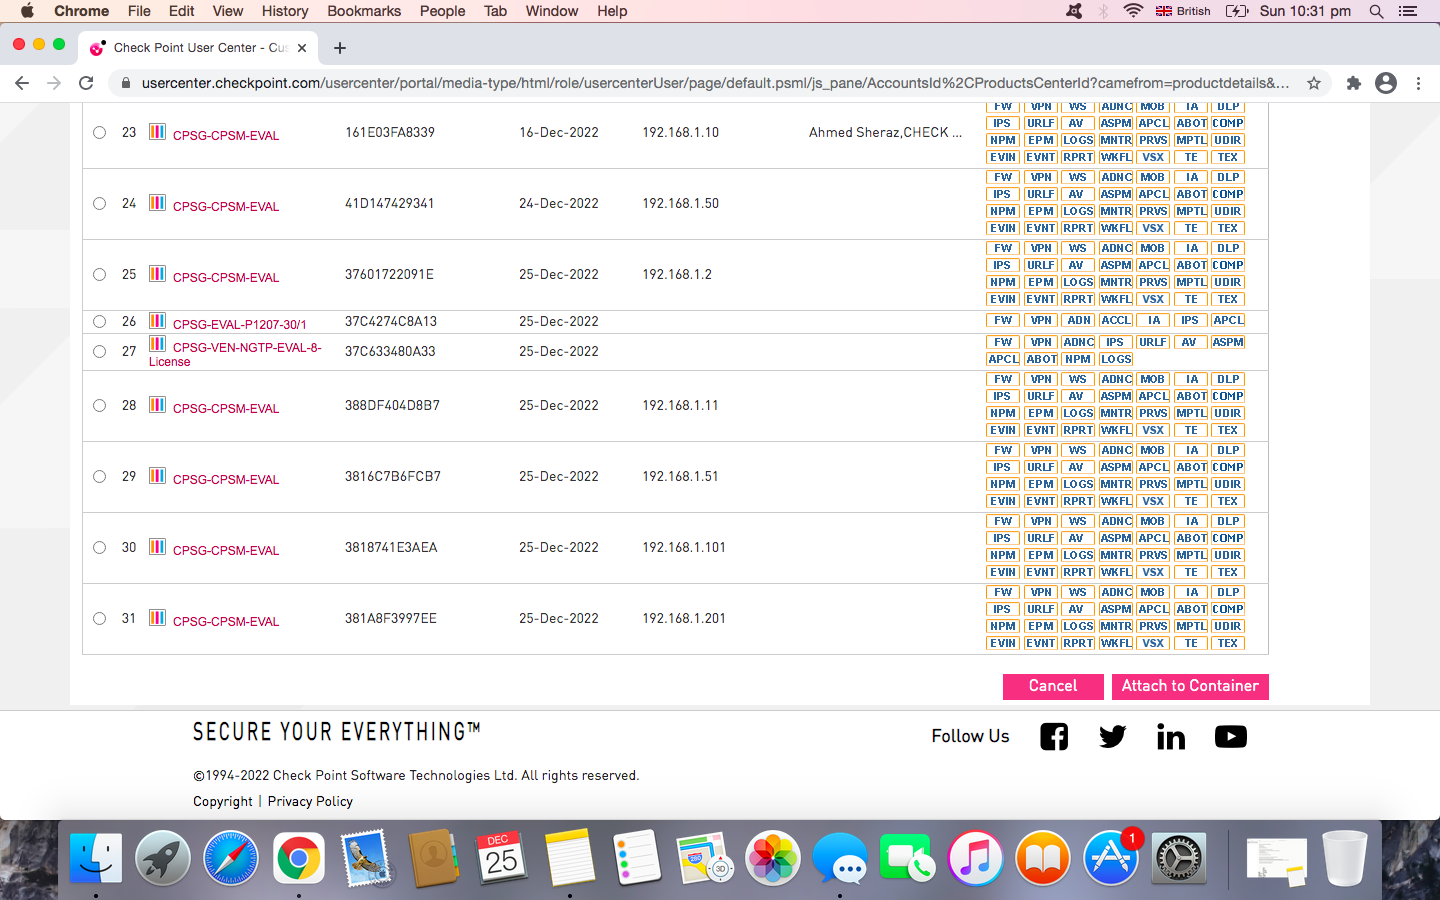 Chrome File Edit View History Bookmarks People Tab Window Help British Sun 10:31 pm
Check Point User Center - Cus
usercenter.checkpoint.com/usercenter/portal/media-type/html/role/usercenterUser/page/default.psml/js_pane/AccountsId%2CProductsCenterId?camefrom=productdetails&...
FW VPN WS ADNC MOB IA DLP
23 CPSG-CPSM-EVAL 161E03FA8339 16-Dec-2022 192.168.1.10 Ahmed Sheraz,CHECK ...
IPS URLF AV ASPM APCL ABOT COMP
NPM EPM LOGS MNTR PRVS MPTL UDIR
EVIN EVNT RPRT WKFL VSX TE TEX
24 CPSG-CPSM-EVAL 41D147429341 24-Dec-2022 192.168.1.50
FW VPN WS ADNC MOB IA DLP
IPS URLF AV ASPM APCL ABOT COMP
NPM EPM LOGS MNTR PRVS MPTL UDIR
EVIN EVNT RPRT WKFL VSX TE TEX
25 CPSG-CPSM-EVAL 37601722091E 25-Dec-2022 192.168.1.2
FW VPN WS ADNC MOB IA DLP
IPS URLF AV ASPM APCL ABOT COMP
NPM EPM LOGS MNTR PRVS MPTL UDIR
EVIN EVNT RPRT WKFL VSX TE TEX
26 CPSG-EVAL-P1207-30/1 37C4274C8A13 25-Dec-2022
FW VPN ADN ACCL IA IPS APCL
27 CPSG-VEN-NGTP-EVAL-8-
License 37C633480A33 25-Dec-2022
FW VPN ADNC IPS URLF AV ASPM
APCL ABOT NPM LOGS
28 CPSG-CPSM-EVAL 388DF404D8B7 25-Dec-2022 192.168.1.11
FW VPN WS ADNC MOB IA DLP
IPS URLF AV ASPM APCL ABOT COMP
NPM EPM LOGS MNTR PRVS MPTL UDIR
EVIN EVNT RPRT WKFL VSX TE TEX
29 CPSG-CPSM-EVAL 3816C7B6FCB7 25-Dec-2022 192.168.1.51
FW VPN WS ADNC MOB IA DLP
IPS URLF AV ASPM APCL ABOT COMP
NPM EPM LOGS MNTR PRVS MPTL UDIR
EVIN EVNT RPRT WKFL VSX TE TEX
30 CPSG-CPSM-EVAL 3818741E3AEA 25-Dec-2022 192.168.1.101
FW VPN WS ADNC MOB IA DLP
IPS URLF AV ASPM APCL ABOT COMP
NPM EPM LOGS MNTR PRVS MPTL UDIR
EVIN EVNT RPRT WKFL VSX TE TEX
31 CPSG-CPSM-EVAL 381A8F3997EE 25-Dec-2022 192.168.1.201
FW VPN WS ADNC MOB IA DLP
IPS URLF AV ASPM APCL ABOT COMP
NPM EPM LOGS MNTR PRVS MPTL UDIR
EVIN EVNT RPRT WKFL VSX TE TEX
Cancel Attach to Container
SECURE YOUR EVERYTHING™
Follow Us
©1994-2022 Check Point Software Technologies Ltd. All rights reserved.
Copyright | Privacy Policy
DEC
25
280
3D
1